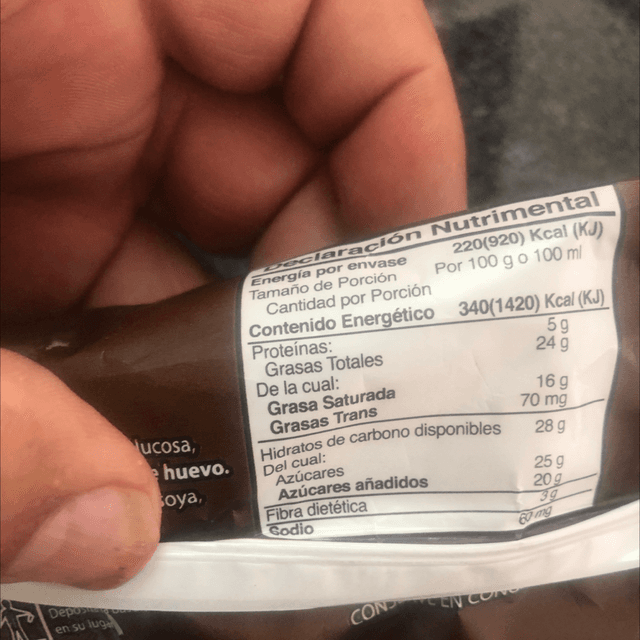 Declaración Nutrimental
Energía por envase 220(920) Kcal (KJ)
Tamaño de Porción Por 100 g o 100 ml
Cantidad por Porción
Contenido Energético 340(1420) Kcal (KJ)
Proteínas: 5 g
Grasas Totales 24 g
De la cual:
Grasa Saturada 16 g
Grasas Trans 70 mg
Hidratos de carbono disponibles 28 g
Del cual:
Azúcares 25 g
Azúcares añadidos 20 g
Fibra dietética 3 g
Sodio 60 mg
lucosa,
huevo.
soya,
en su luga